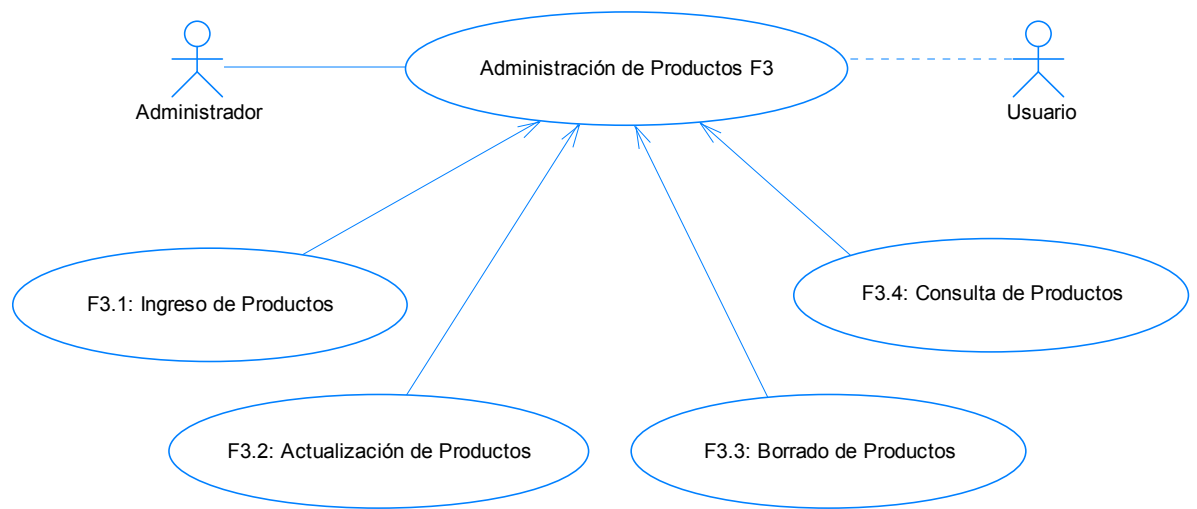 Administración de Productos F3
Administrador
Usuario
F3.1: Ingreso de Productos
F3.4: Consulta de Productos
F3.2: Actualización de Productos
F3.3: Borrado de Productos